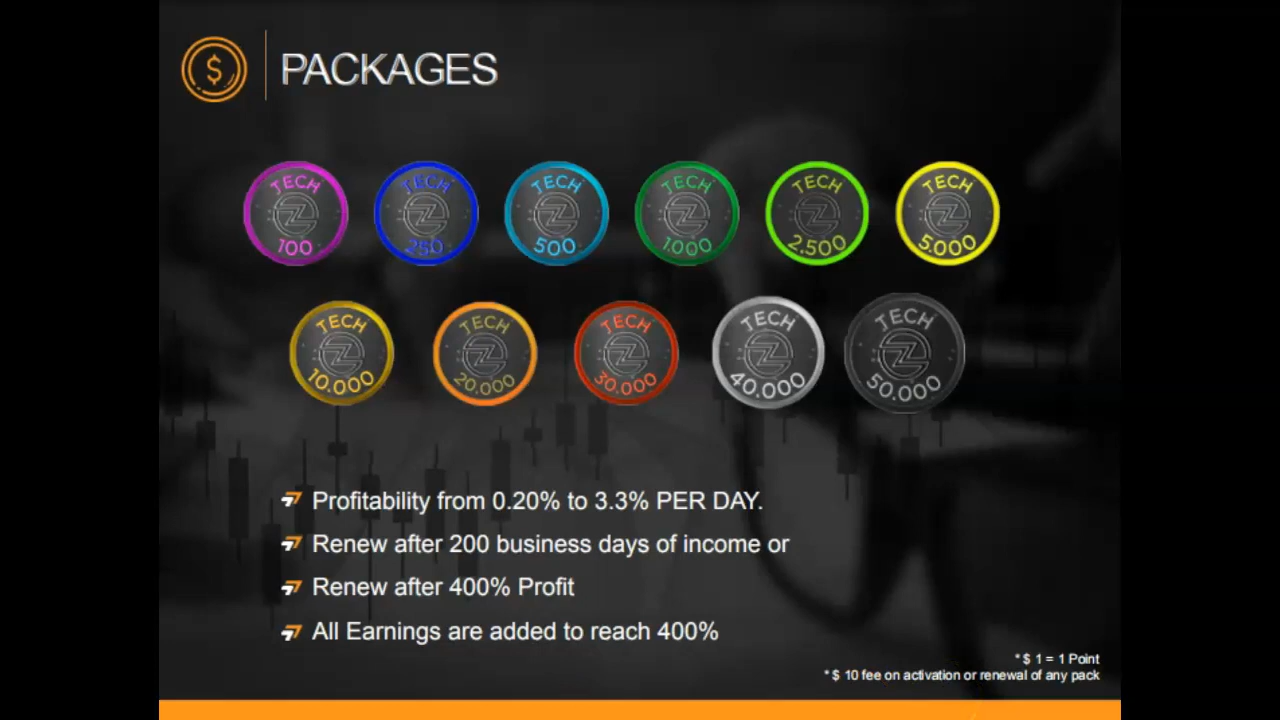 $
PACKAGES
TECH
100
TECH
250
TECH
500
TECH
1.000
TECH
2.500
TECH
5.000
TECH
10.000
TECH
20.000
TECH
30.000
TECH
40.000
TECH
50.000
Profitability from 0.20% to 3.3% PER DAY.
Renew after 200 business days of income or
Renew after 400% Profit
All Earnings are added to reach 400%
* $ 1 = 1 Point
* $ 10 fee on activation or renewal of any pack